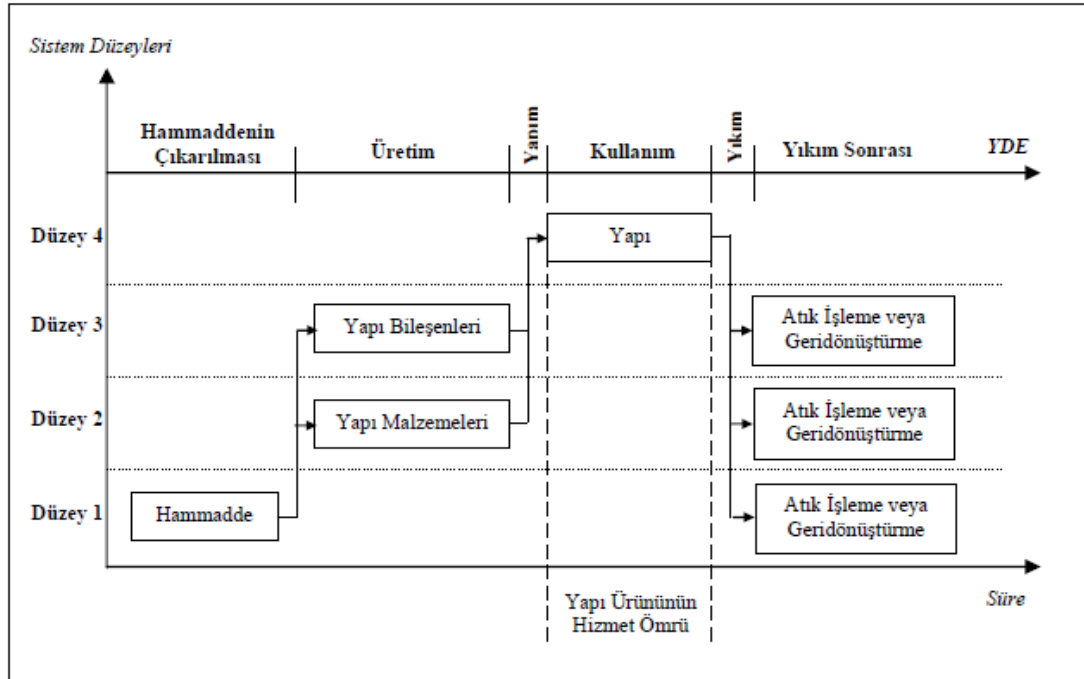 Sistem Düzeyleri
Hammaddenin
Çıkarılması
Üretim
Yapım
Kullanım
Yıkım
Yıkım Sonrası
YDE
Düzey 4
Yapı
Düzey 3
Yapı Bileşenleri
Atık İşleme veya
Geridönüştürme
Düzey 2
Yapı Malzemeleri
Atık İşleme veya
Geridönüştürme
Düzey 1
Hammadde
Atık İşleme veya
Geridönüştürme
Süre
Yapı Ürününün
Hizmet Ömrü